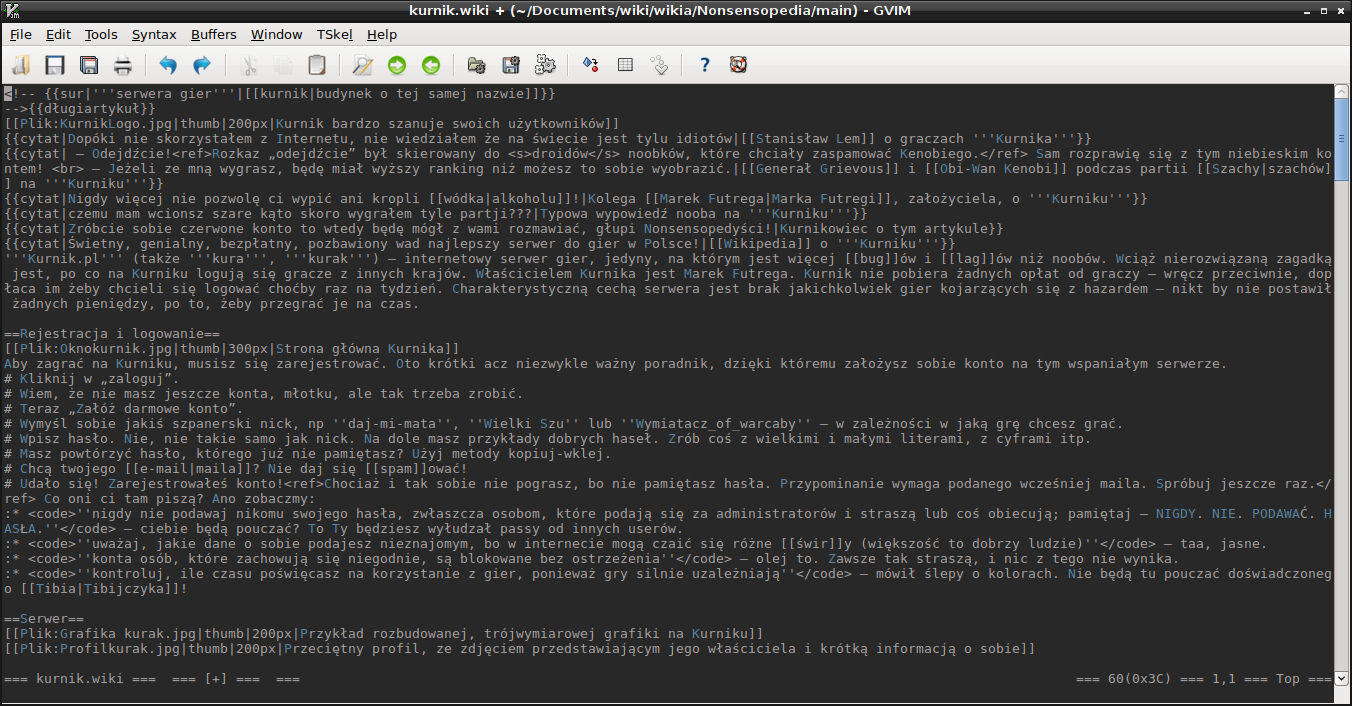 kurnik.wiki + (~/Documents/wiki/wikia/Nonsensopedia/main) - GVIM
File Edit Tools Syntax Buffers Window TSkel Help
<!-- {{sur|'''serwera gier'''|[[kurnik|budynek o tej samej nazwie]]}}
-->{{długiartykuł}}
[[Plik:KurnikLogo.jpg|thumb|200px|Kurnik bardzo szanuje swoich użytkowników]]
{{cytat|Dopóki nie skorzystałem z Internetu, nie wiedziałem że na świecie jest tylu idiotów|[[Stanisław Lem]] o graczach '''Kurnika'''}}
{{cytat| – Odejdźcie!<ref>Rozkaz „odejdźcie” był skierowany do <s>droidów</s> noobków, które chciały zaspamować Kenobiego.</ref> Sam rozprawię się z tym niebieskim ko
ntem! <br> – Jeżeli ze mną wygrasz, będę miał wyższy ranking niż możesz to sobie wyobrazić.|[[Generał Grievous]] i [[Obi-Wan Kenobi]] podczas partii [[Szachy|szachów]
] na '''Kurniku'''}}
{{cytat|Nigdy więcej nie pozwolę ci wypić ani kropli [[wódka|alkoholu]]!|Kolega [[Marek Futrega|Marka Futregi]], założyciela, o '''Kurniku'''}}
{{cytat|czemu mam wcionsz szare kąto skoro wygrałem tyle partji???|Typowa wypowiedź nooba na '''Kurniku'''}}
{{cytat|Zróbcie sobie czerwone konto to wtedy będę mógł z wami rozmawiać, głupi Nonsensopedyści!|Kurnikowiec o tym artykule}}
{{cytat|Świetny, genialny, bezpłatny, pozbawiony wad najlepszy serwer do gier w Polsce!|[[Wikipedia]] o '''Kurniku'''}}
'''Kurnik.pl''' (także '''kura''', '''kurak''') – internetowy serwer gier, jedyny, na którym jest więcej [[bug]]ów i [[lag]]ów niż noobów. Wciąż nierozwiązaną zagadką
 jest, po co na Kurniku logują się gracze z innych krajów. Właścicielem Kurnika jest Marek Futrega. Kurnik nie pobiera żadnych opłat od graczy – wręcz przeciwnie, dop
łaca im żeby chcieli się logować choćby raz na tydzień. Charakterystyczną cechą serwera jest brak jakichkolwiek gier kojarzących się z hazardem – nikt by nie postawił
 żadnych pieniędzy, po to, żeby przegrać je na czas.
==Rejestracja i logowanie==
[[Plik:Oknokurnik.jpg|thumb|300px|Strona główna Kurnika]]
Aby zagrać na Kurniku, musisz się zarejestrować. Oto krótki acz niezwykle ważny poradnik, dzięki któremu założysz sobie konto na tym wspaniałym serwerze.
# Kliknij w „zaloguj”.
# Wiem, że nie masz jeszcze konta, młotku, ale tak trzeba zrobić.
# Teraz „Załóż darmowe konto”.
# Wymyśl sobie jakiś szpanerski nick, np ''daj-mi-mata'', ''Wielki Szu'' lub ''Wymiatacz_of_warcaby'' – w zależności w jaką grę chcesz grać.
# Wpisz hasło. Nie, nie takie samo jak nick. Na dole masz przykłady dobrych haseł. Zrób coś z wielkimi i małymi literami, z cyframi itp.
# Masz powtórzyć hasło, którego już nie pamiętasz? Użyj metody kopiuj-wklej.
# Chcą twojego [[e-mail|maila]]? Nie daj się [[spam]]ować!
# Udało się! Zarejestrowałeś konto!<ref>Chociaż i tak sobie nie pograsz, bo nie pamiętasz hasła. Przypominanie wymaga podanego wcześniej maila. Spróbuj jeszcze raz.</
ref> Co oni ci tam piszą? Ano zobaczmy:
:* <code>''nigdy nie podawaj nikomu swojego hasła, zwłaszcza osobom, które podają się za administratorów i straszą lub coś obiecują; pamiętaj – NIGDY. NIE. PODAWAĆ. H
ASŁA.''</code> – ciebie będą pouczać? To Ty będziesz wyłudzał passy od innych userów.
:* <code>''uważaj, jakie dane o sobie podajesz nieznajomym, bo w internecie mogą czaić się różne [[świr]]y (większość to dobrzy ludzie)''</code> – taa, jasne.
:* <code>''konta osób, które zachowują się niegodnie, są blokowane bez ostrzeżenia''</code> – olej to. Zawsze tak straszą, i nic z tego nie wynika.
:* <code>''kontroluj, ile czasu poświęcasz na korzystanie z gier, ponieważ gry silnie uzależniają''</code> – mówił ślepy o kolorach. Nie będą tu pouczać doświadczoneg
o [[Tibia|Tibijczyka]]!
==Serwer==
[[Plik:Grafika kurak.jpg|thumb|200px|Przykład rozbudowanej, trójwymiarowej grafiki na Kurniku]]
[[Plik:Profilkurak.jpg|thumb|200px|Przeciętny profil, ze zdjęciem przedstawiającym jego właściciela i krótką informacją o sobie]]
=== kurnik.wiki ===  === [+] ===  === === 60(0x3C) === 1,1 === Top ===